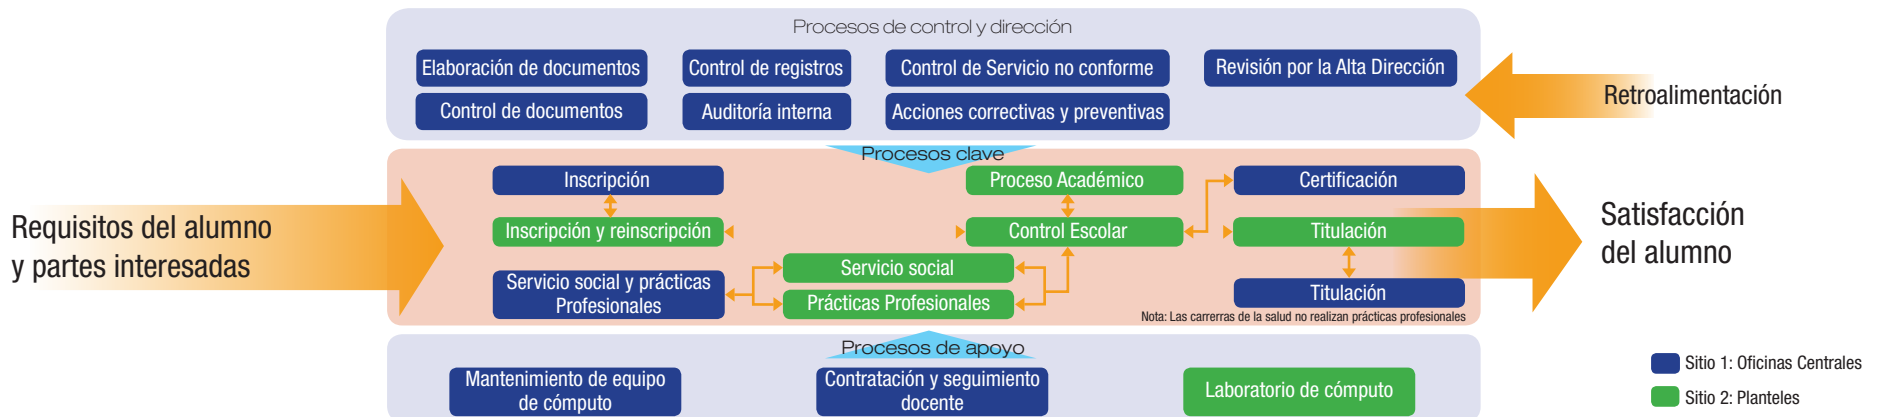 Procesos de control y dirección
Elaboración de documentos
Control de registros
Control de Servicio no conforme
Revisión por la Alta Dirección
Control de documentos
Auditoría interna
Acciones correctivas y preventivas
Retroalimentación
Procesos clave
Inscripción
Proceso Académico
Certificación
Requisitos del alumno
y partes interesadas
Inscripción y reinscripción
Control Escolar
Titulación
Satisfacción
del alumno
Servicio social y prácticas
Profesionales
Servicio social
Prácticas Profesionales
Titulación
Nota: Las carrerras de la salud no realizan prácticas profesionales
Procesos de apoyo
Mantenimiento de equipo
de cómputo
Contratación y seguimiento
docente
Laboratorio de cómputo
Sitio 1: Oficinas Centrales
Sitio 2: Planteles